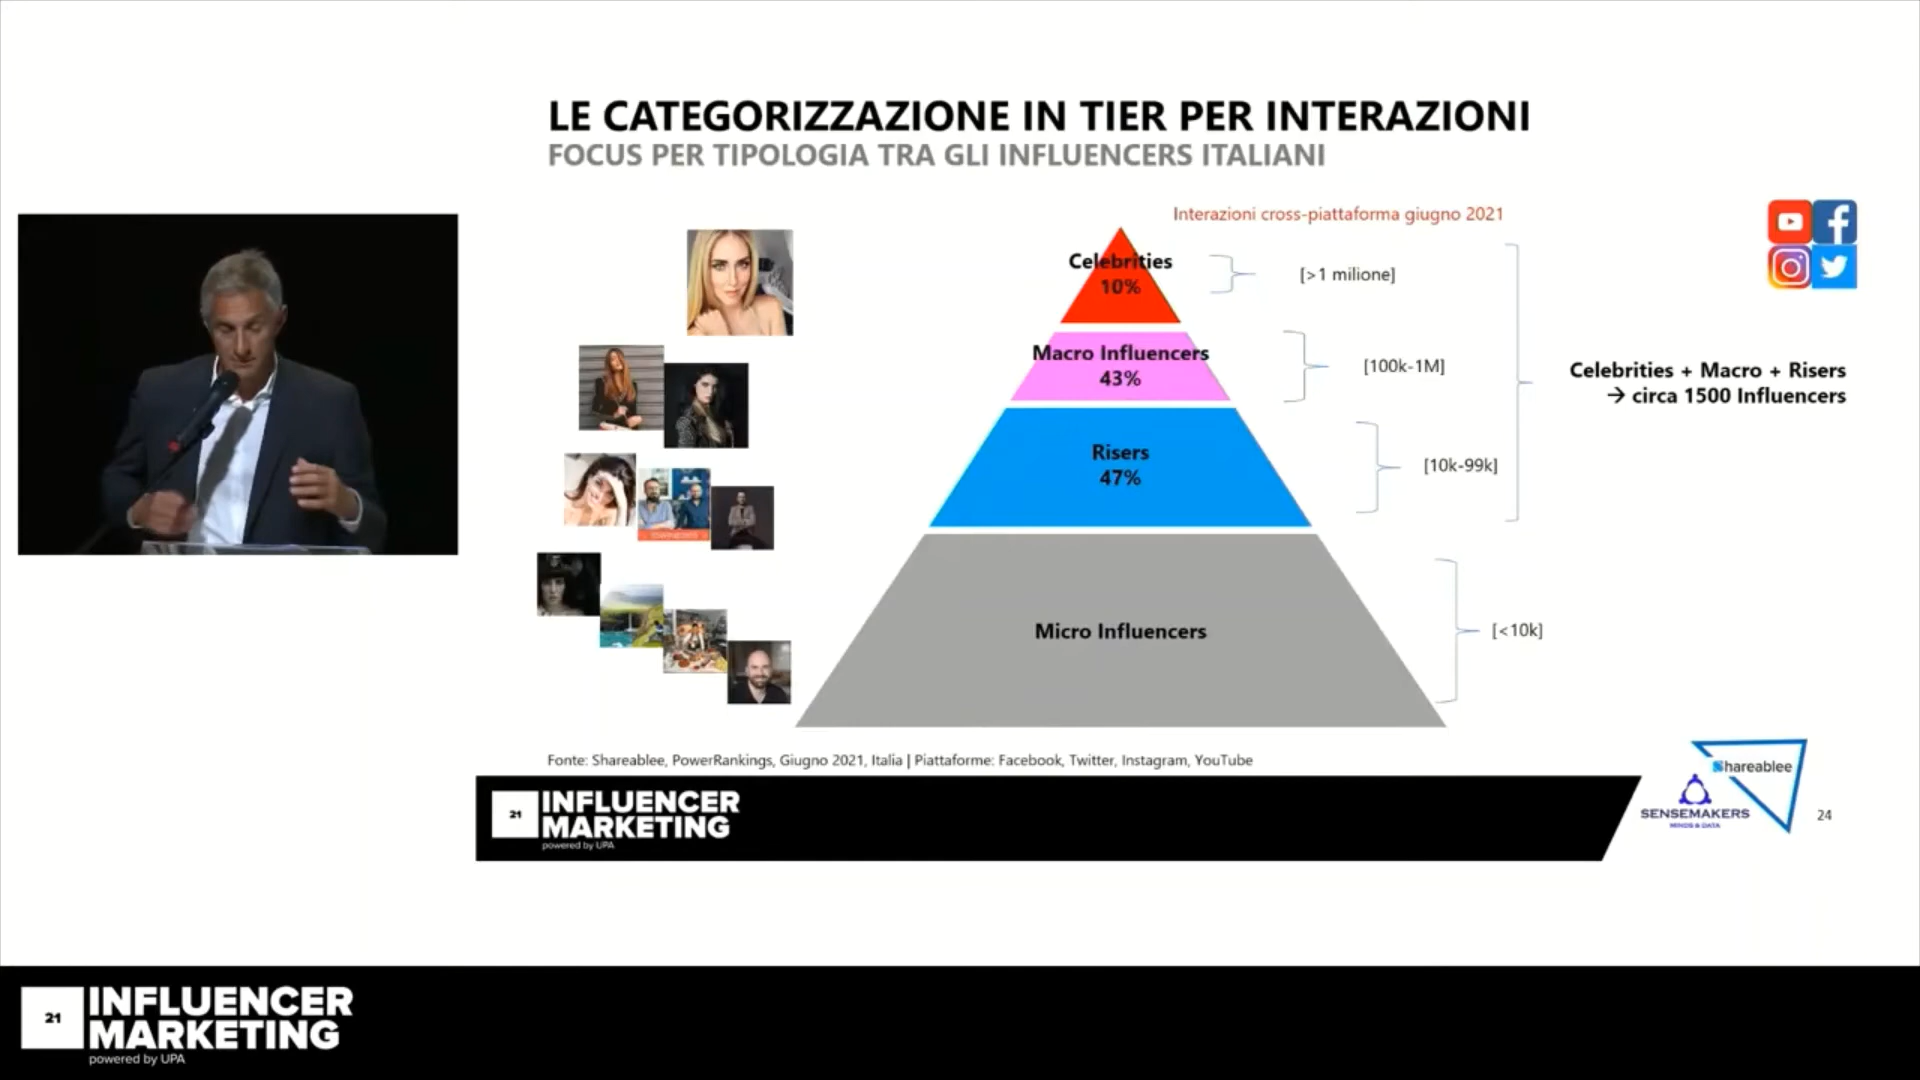 LE CATEGORIZZAZIONE IN TIER PER INTERAZIONI
FOCUS PER TIPOLOGIA TRA GLI INFLUENCERS ITALIANI
Interazioni cross-piattaforma giugno 2021
Celebrities
10%
[>1 milione]
Macro Influencers
43%
[100k-1M]
Celebrities + Macro + Risers
→ circa 1500 Influencers
Risers
47%
[10k-99k]
Micro Influencers
[<10k]
Fonte: Shareablee, PowerRankings, Giugno 2021, Italia | Piattaforme: Facebook, Twitter, Instagram, YouTube
21
INFLUENCER
MARKETING
powered by UPA
Shareablee
SENSEMAKERS
MINDS & DATA
24
21
INFLUENCER
MARKETING
powered by UPA